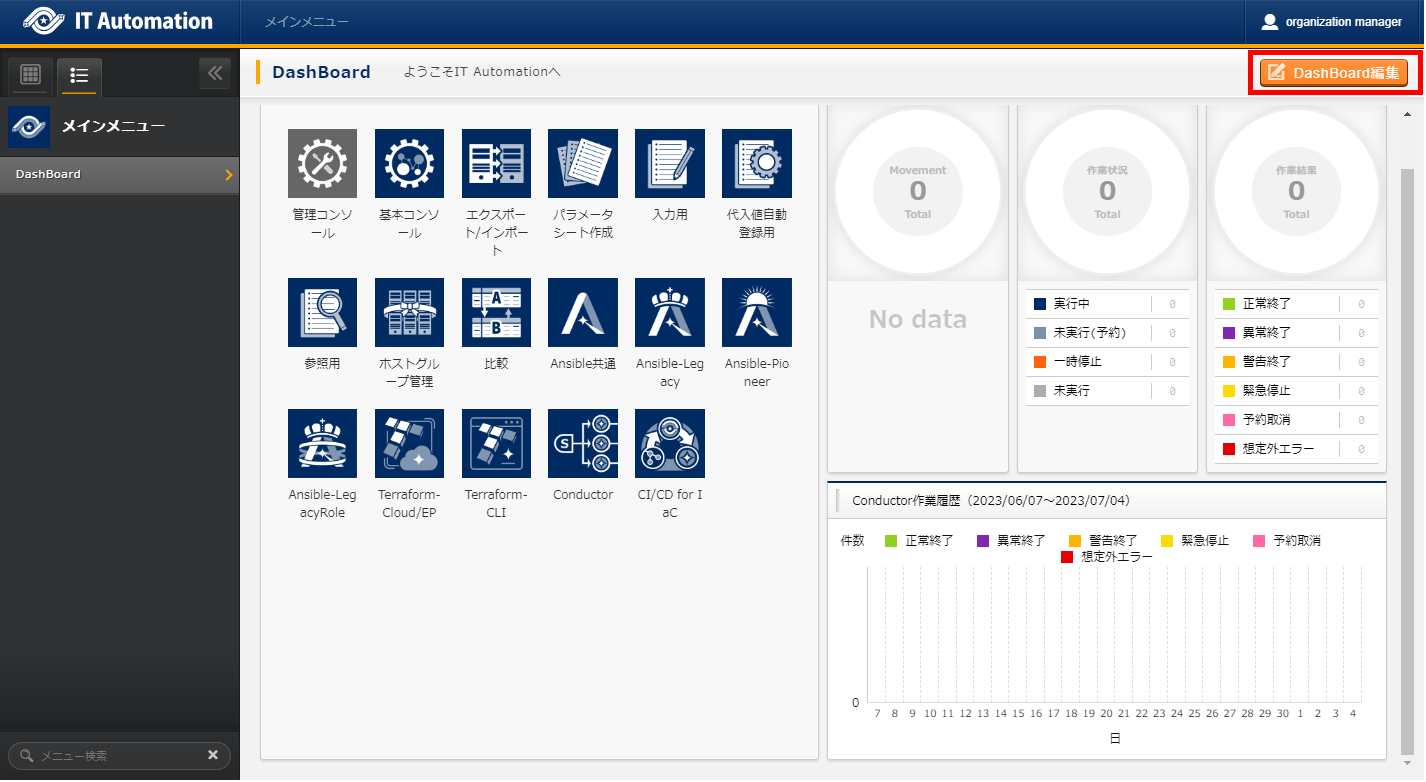 IT Automation
メインメニュー
organization manager
DashBoard
ようこそIT Automationへ
DashBoard編集
メインメニュー
DashBoard
メニュー検索
管理コンソ
ール
基本コンソ
ール
エクスポー
ト/インポー
ト
パラメータ
シート作成
入力用
代入値自動
登録用
参照用
ホストグル
ープ管理
A
B
比較
Ansible共通
Ansible-Leg
acy
Ansible-Pio
neer
Ansible-Leg
acyRole
Terraform-
Cloud/EP
Terraform-
CLI
S
Conductor
CI/CD for I
aC
Movement
0
Total
No data
作業状況
0
Total
実行中 0
未実行(予約) 0
一時停止 0
未実行 0
作業結果
0
Total
正常終了 0
異常終了 0
警告終了 0
緊急停止 0
予約取消 0
想定外エラー 0
Conductor作業履歴（2023/06/07～2023/07/04）
件数 正常終了 異常終了 警告終了 緊急停止 予約取消
想定外エラー
0
7 8 9 10 11 12 13 14 15 16 17 18 19 20 21 22 23 24 25 26 27 28 29 30 1 2 3 4
日